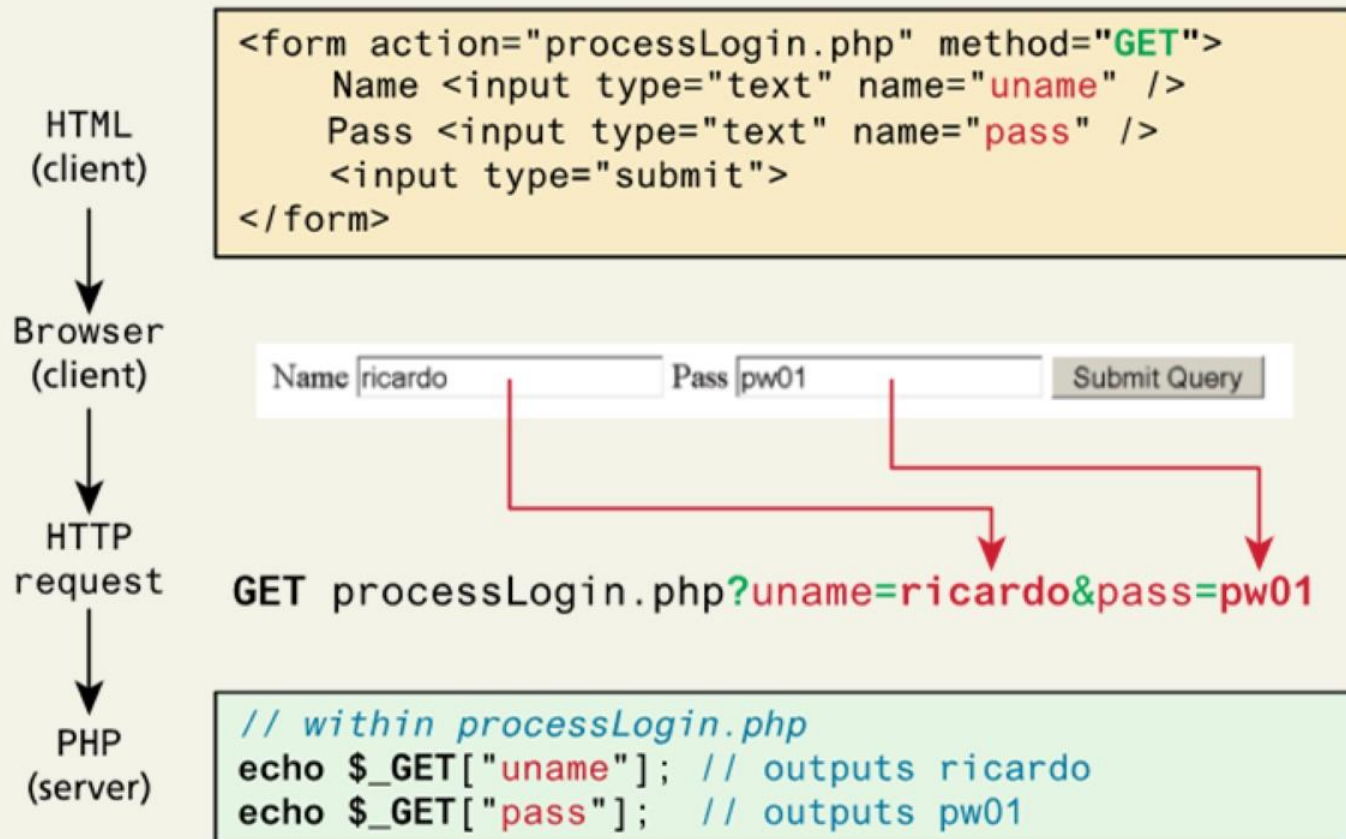 <form action="processLogin.php" method="GET">
Name <input type="text" name="uname" />
Pass <input type="text" name="pass" />
<input type="submit">
</form>
HTML
(client)
Browser
(client)
Name ricardo Pass pw01 Submit Query
HTTP
request
GET processLogin.php?uname=ricardo&pass=pw01
PHP
(server)
// within processLogin.php
echo $_GET["uname"]; // outputs ricardo
echo $_GET["pass"]; // outputs pw01